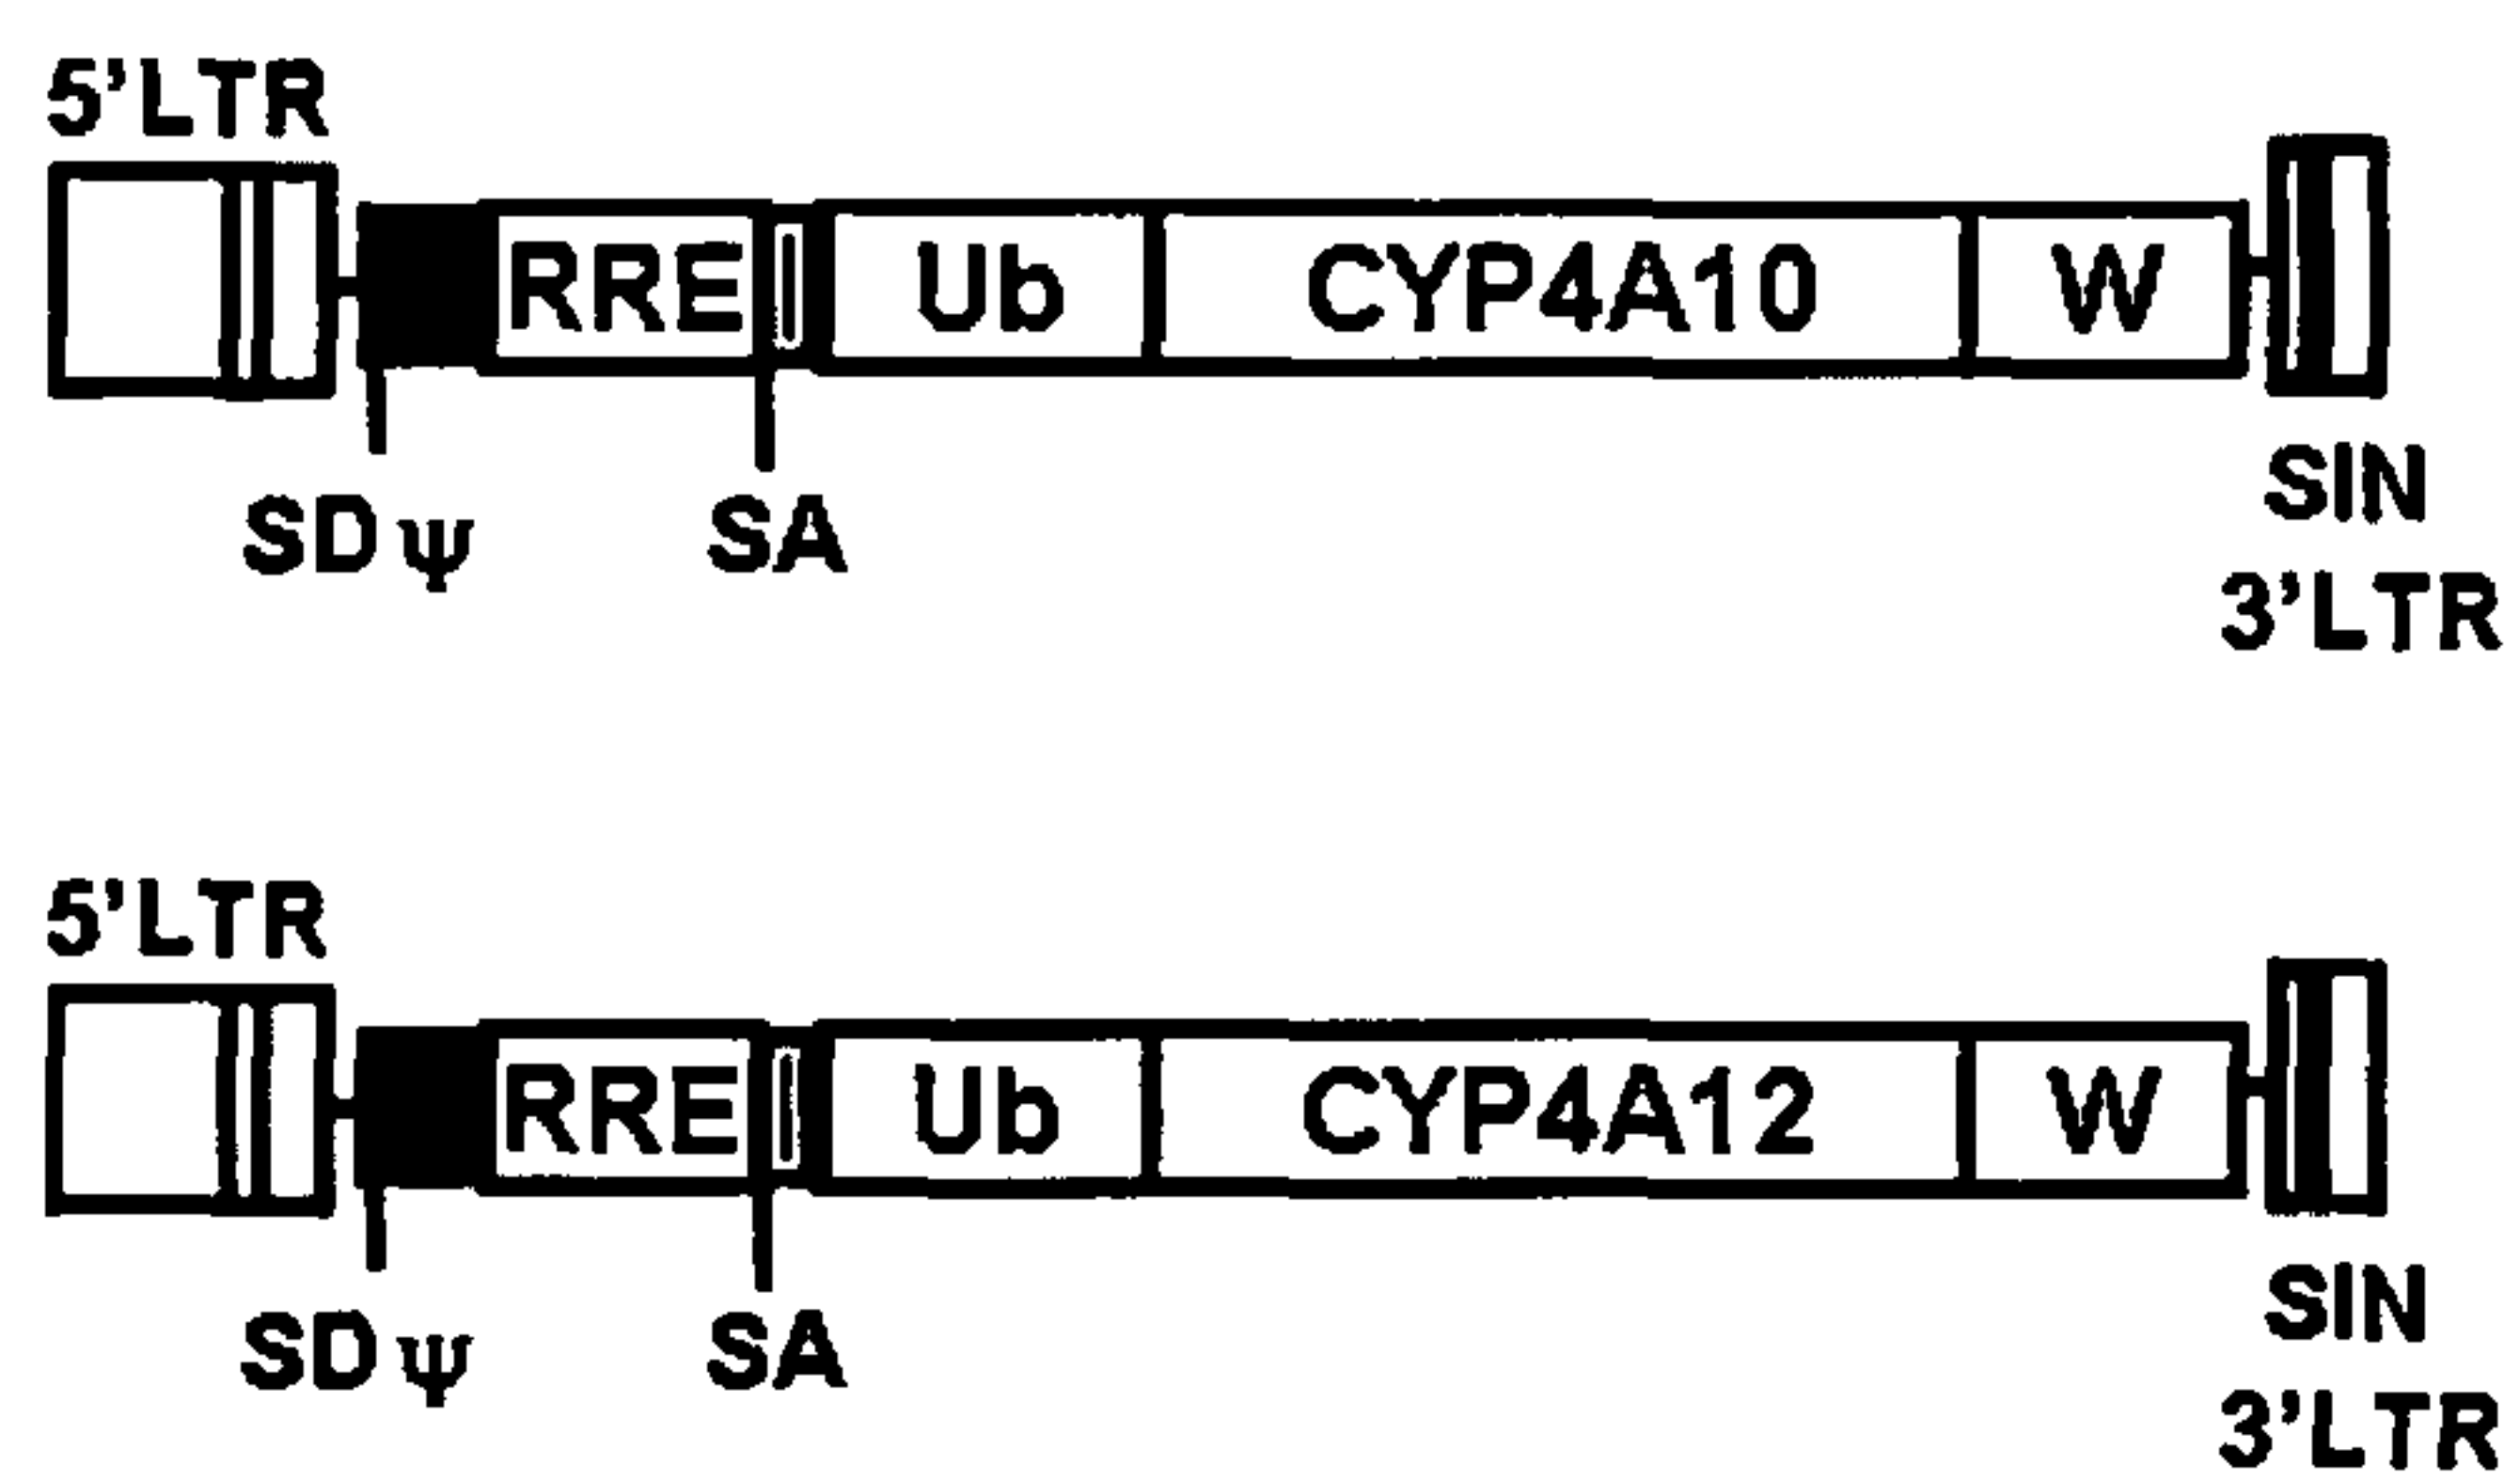 5'LTR
RRE Ub CYP4A10 W
SD ψ SA SIN
3'LTR
5'LTR
RRE Ub CYP4A12 W
SD ψ SA SIN
3'LTR